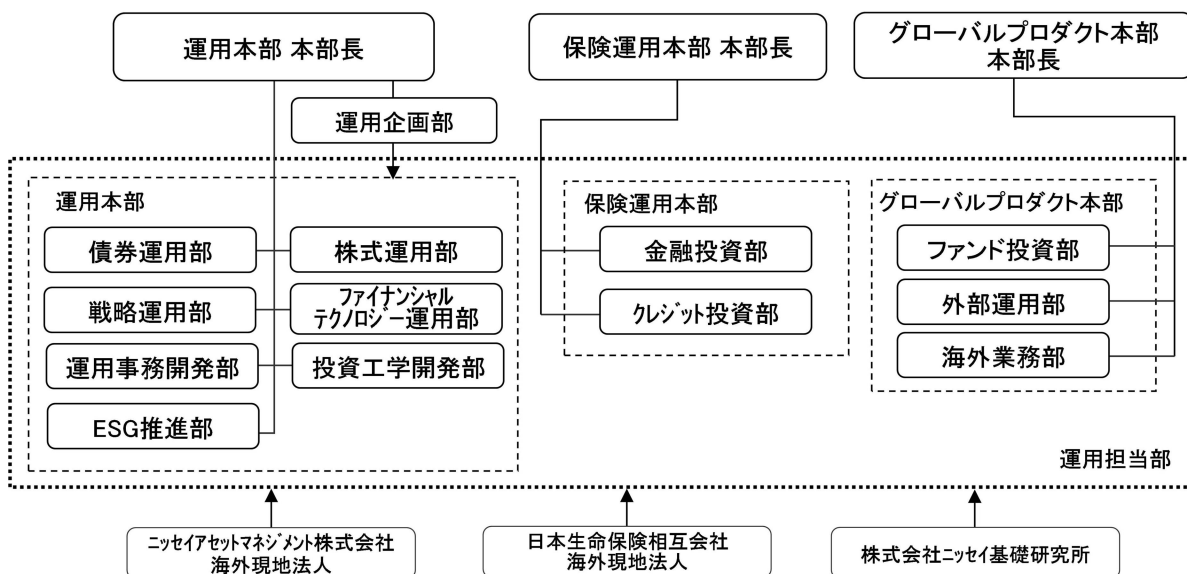 運用本部 本部長
保険運用本部 本部長
グローバルプロダクト本部
本部長
運用企画部
運用本部
債券運用部
株式運用部
戦略運用部
ファイナンシャル
テクノロジー運用部
運用事務開発部
投資工学開発部
ESG推進部
保険運用本部
金融投資部
クレジット投資部
グローバルプロダクト本部
ファンド投資部
外部運用部
海外業務部
運用担当部
ニッセイアセットマネジメント株式会社
海外現地法人
日本生命保険相互会社
海外現地法人
株式会社ニッセイ基礎研究所